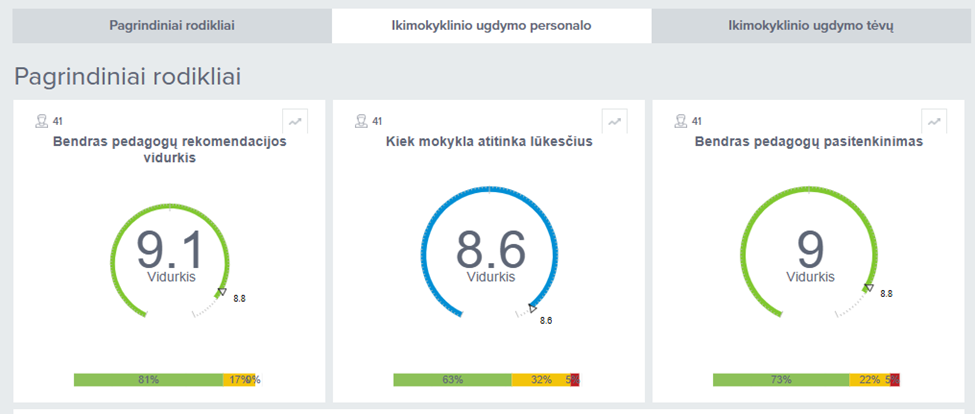 Pagrindiniai rodikliai
Ikimokyklinio ugdymo personalo
Ikimokyklinio ugdymo tėvų
Pagrindiniai rodikliai
41
Bendras pedagogų rekomendacijos
vidurkis
9.1
Vidurkis
8.8
81% 17% 0%
41
Kiek mokykla atitinka lūkesčius
8.6
Vidurkis
8.6
63% 32% 5%
41
Bendras pedagogų pasitenkinimas
9
Vidurkis
8.8
73% 22% 5%